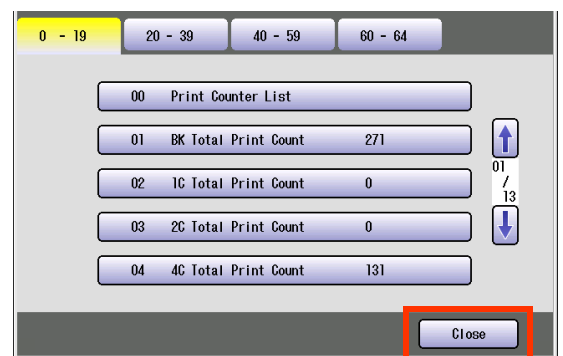 0 - 19 20 - 39 40 - 59 60 - 64
00 Print Counter List
01 BK Total Print Count 271
02 1C Total Print Count 0
03 2C Total Print Count 0
04 4C Total Print Count 131
01
/
13
Close